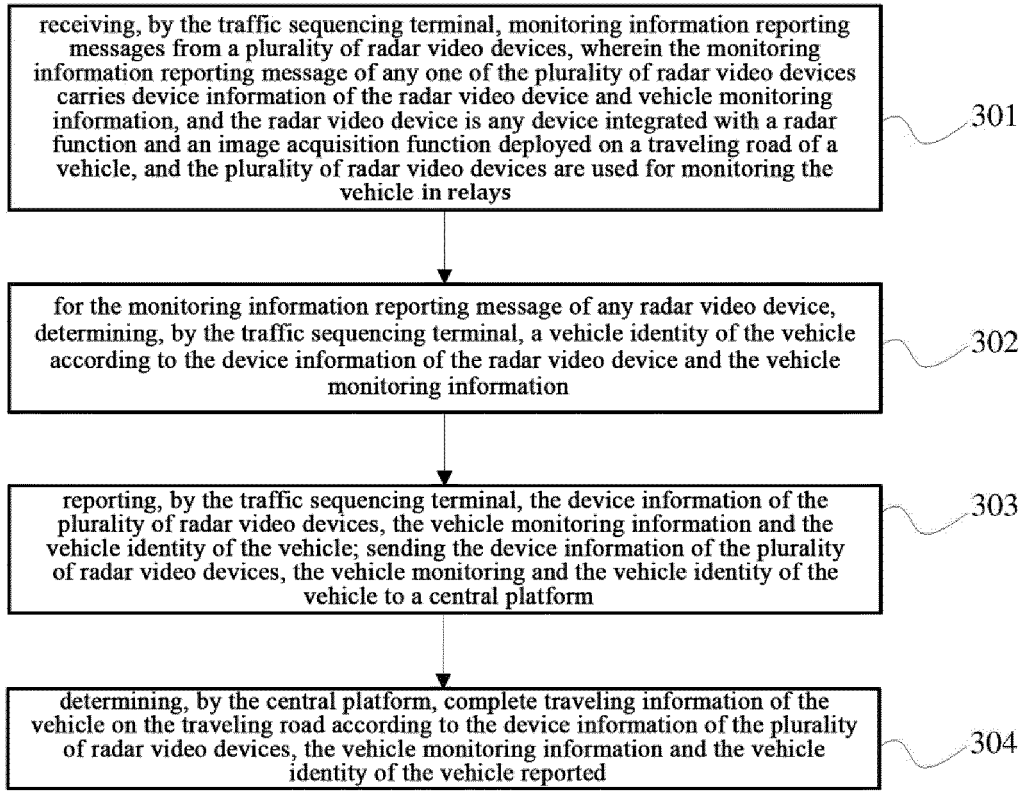 receiving, by the traffic sequencing terminal, monitoring information reporting
messages from a plurality of radar video devices, wherein the monitoring
information reporting message of any one of the plurality of radar video devices
carries device information of the radar video device and vehicle monitoring
information, and the radar video device is any device integrated with a radar
function and an image acquisition function deployed on a traveling road of a
vehicle, and the plurality of radar video devices are used for monitoring the
vehicle in relays
301
for the monitoring information reporting message of any radar video device,
determining, by the traffic sequencing terminal, a vehicle identity of the vehicle
according to the device information of the radar video device and the vehicle
monitoring information
302
reporting, by the traffic sequencing terminal, the device information of the
plurality of radar video devices, the vehicle monitoring information and the
vehicle identity of the vehicle; sending the device information of the plurality
of radar video devices, the vehicle monitoring and the vehicle identity of the
vehicle to a central platform
303
determining, by the central platform, complete traveling information of the
vehicle on the traveling road according to the device information of the plurality
of radar video devices, the vehicle monitoring information and the vehicle
identity of the vehicle reported
304